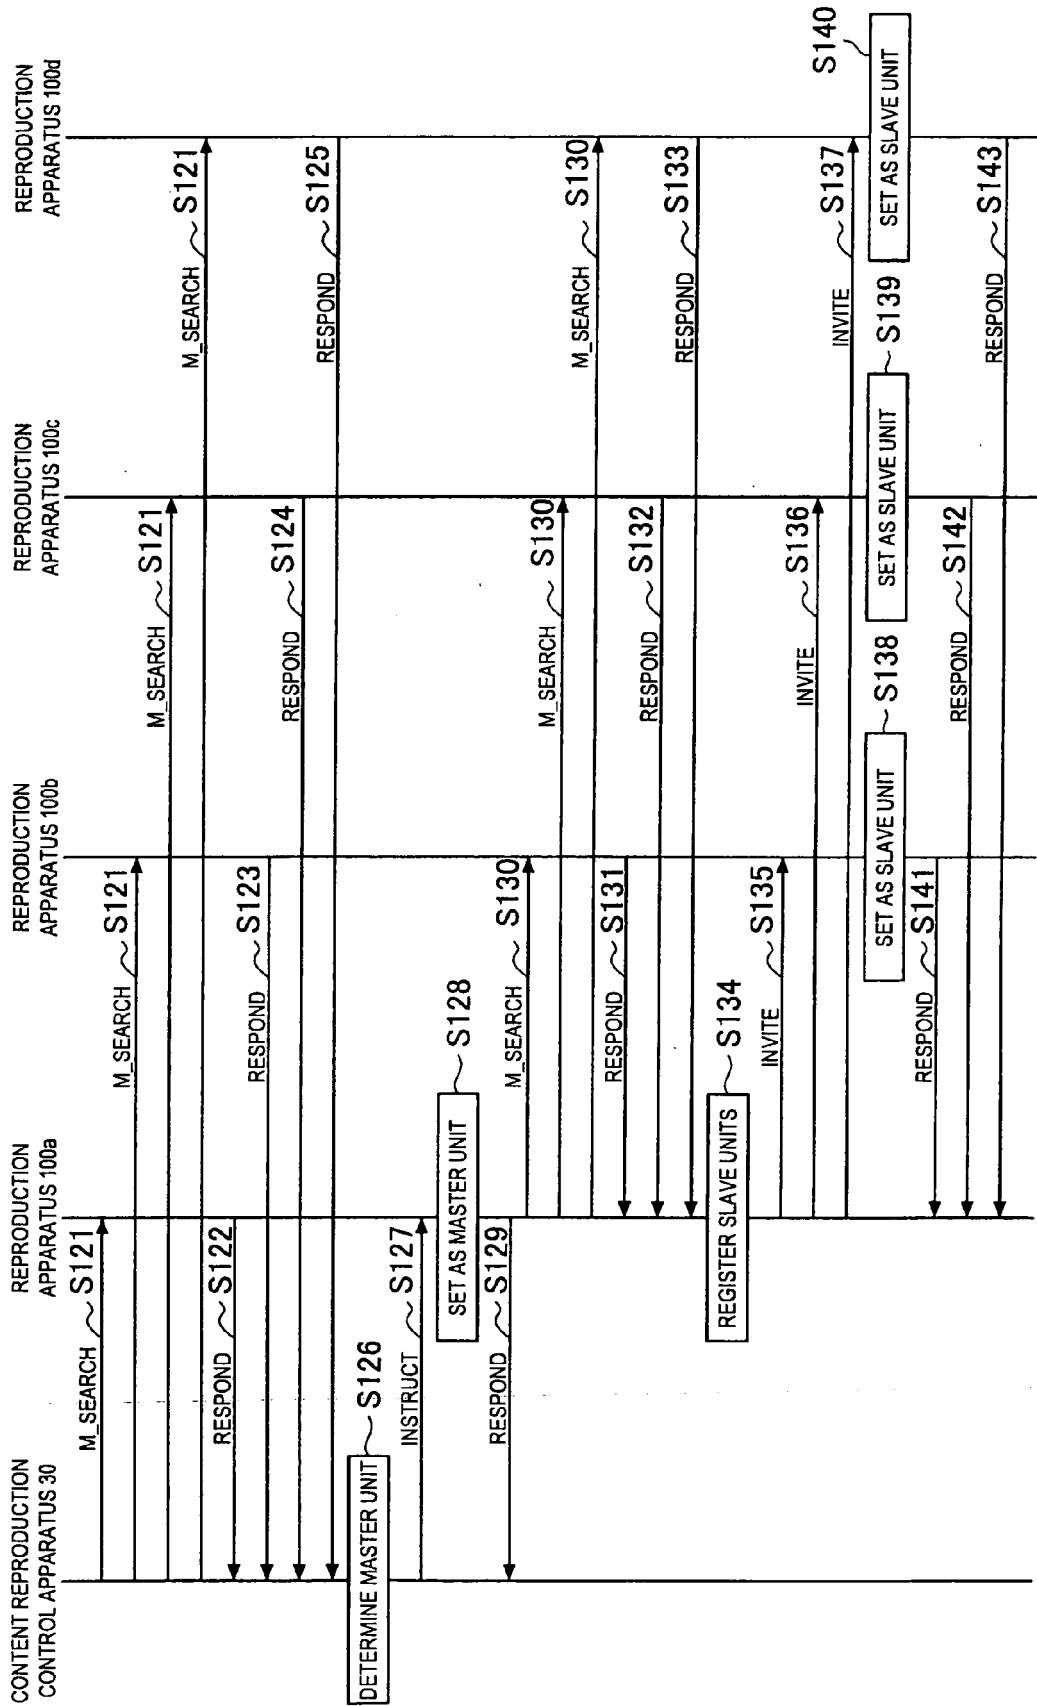 CONTENT REPRODUCTION
CONTROL APPARATUS 30
REPRODUCTION
APPARATUS 100a
REPRODUCTION
APPARATUS 100b
REPRODUCTION
APPARATUS 100c
REPRODUCTION
APPARATUS 100d
M_SEARCH S121
M_SEARCH S121
M_SEARCH S121
M_SEARCH S121
RESPOND S122
RESPOND S123
RESPOND S124
RESPOND S125
DETERMINE MASTER UNIT S126
INSTRUCT S127
SET AS MASTER UNIT S128
RESPOND S129
M_SEARCH S130
M_SEARCH S130
M_SEARCH S130
RESPOND S131
RESPOND S132
RESPOND S133
REGISTER SLAVE UNITS S134
INVITE S135
INVITE S136
INVITE S137
SET AS SLAVE UNIT S138
SET AS SLAVE UNIT S139
SET AS SLAVE UNIT S140
RESPOND S141
RESPOND S142
RESPOND S143